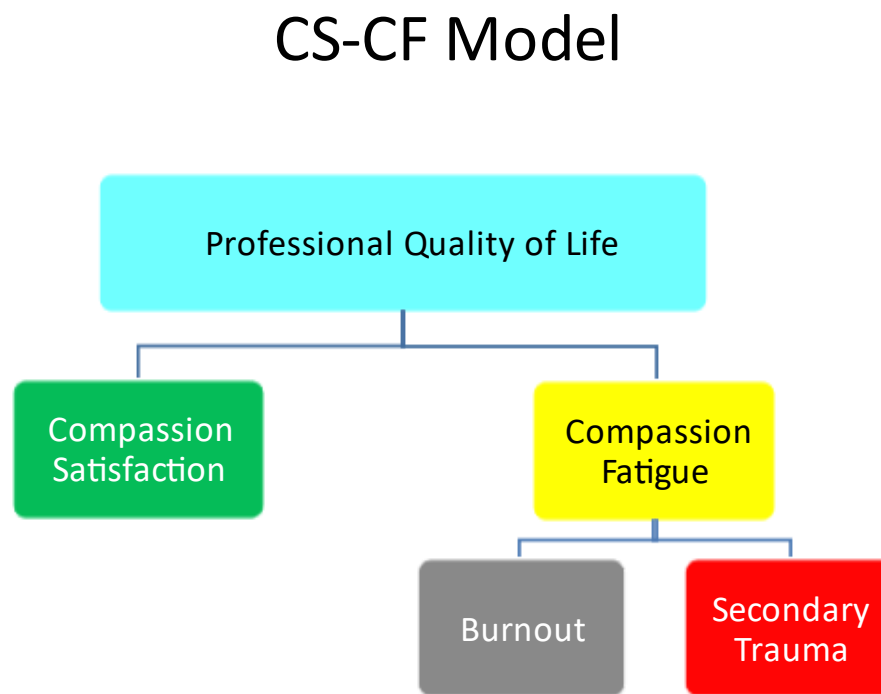 CS-CF Model
Professional Quality of Life
Compassion
Satisfaction
Compassion
Fatigue
Burnout
Secondary
Trauma